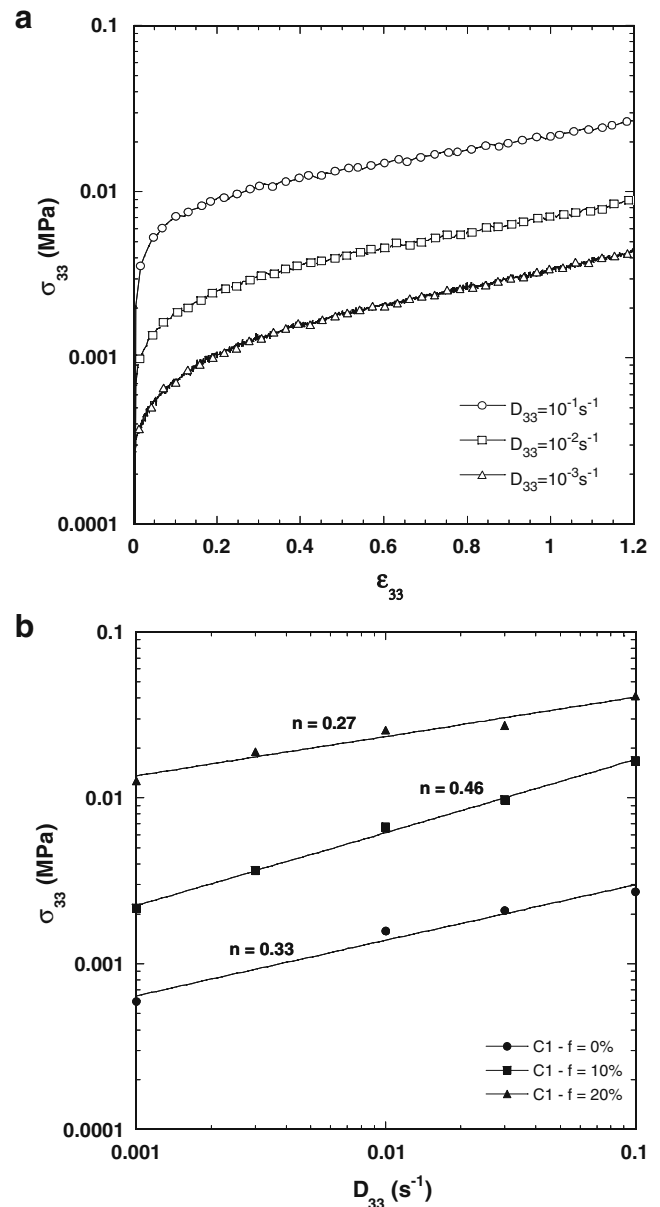 a
0.1
0.01
0.001
0.0001
σ33 (MPa)
D33=10-1s-1
D33=10-2s-1
D33=10-3s-1
0 0.2 0.4 0.6 0.8 1 1.2
ε33
b
0.1
0.01
0.001
0.0001
σ33 (MPa)
n = 0.27
n = 0.46
n = 0.33
C1 - f = 0%
C1 - f = 10%
C1 - f = 20%
0.001 0.01 0.1
D33 (s-1)